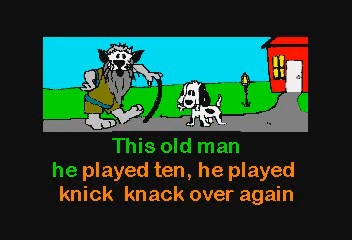 This old man
he played ten, he played
knick knack over again